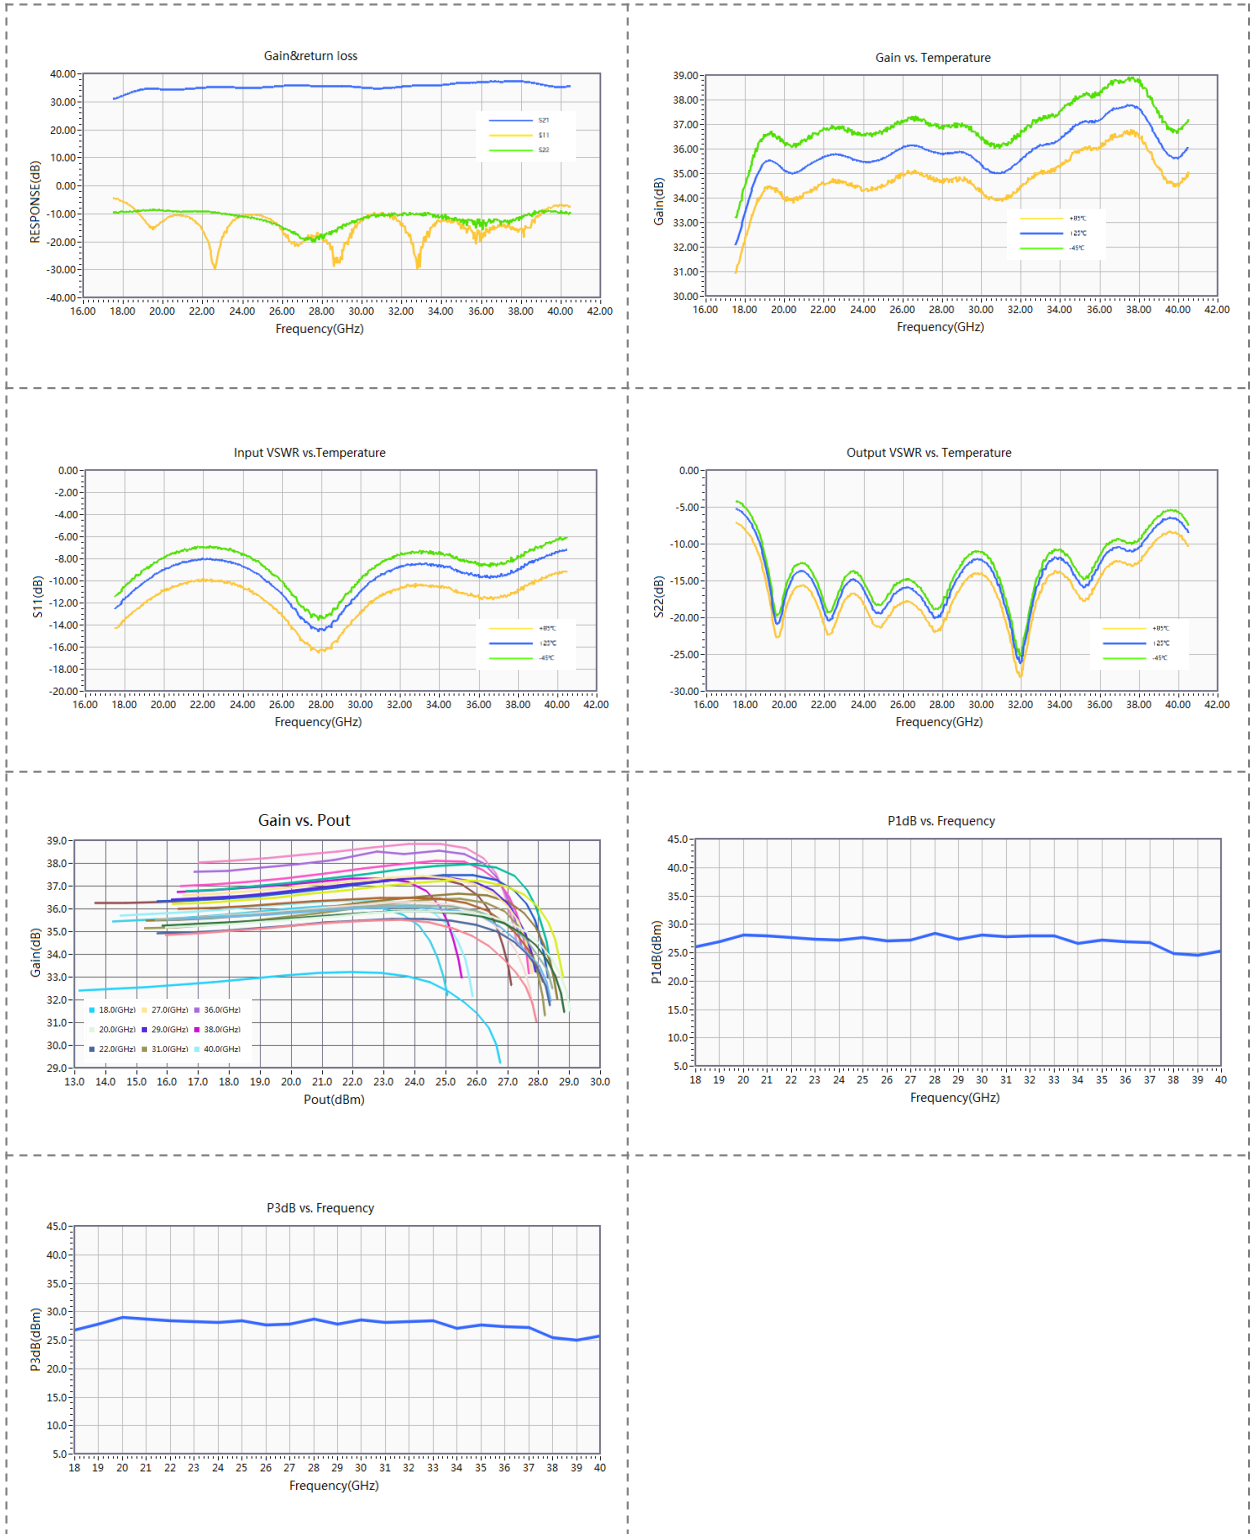 Gain&return loss
40.00
30.00
20.00
10.00
0.00
-10.00
-20.00
-30.00
-40.00
RESPONSE(dB)
S21
S11
S22
16.00 18.00 20.00 22.00 24.00 26.00 28.00 30.00 32.00 34.00 36.00 38.00 40.00 42.00
Frequency(GHz)
Gain vs. Temperature
39.00
38.00
37.00
36.00
35.00
34.00
33.00
32.00
31.00
30.00
Gain(dB)
+85℃
+25℃
-45℃
16.00 18.00 20.00 22.00 24.00 26.00 28.00 30.00 32.00 34.00 36.00 38.00 40.00 42.00
Frequency(GHz)
Input VSWR vs.Temperature
0.00
-2.00
-4.00
-6.00
-8.00
-10.00
-12.00
-14.00
-16.00
-18.00
-20.00
S11(dB)
+85℃
+25℃
-45℃
16.00 18.00 20.00 22.00 24.00 26.00 28.00 30.00 32.00 34.00 36.00 38.00 40.00 42.00
Frequency(GHz)
Output VSWR vs. Temperature
0.00
-5.00
-10.00
-15.00
-20.00
-25.00
-30.00
S22(dB)
+85℃
+25℃
-45℃
16.00 18.00 20.00 22.00 24.00 26.00 28.00 30.00 32.00 34.00 36.00 38.00 40.00 42.00
Frequency(GHz)
Gain vs. Pout
39.0
38.0
37.0
36.0
35.0
34.0
33.0
32.0
31.0
30.0
29.0
Gain(dB)
18.0(GHz) 27.0(GHz) 36.0(GHz)
20.0(GHz) 29.0(GHz) 38.0(GHz)
22.0(GHz) 31.0(GHz) 40.0(GHz)
13.0 14.0 15.0 16.0 17.0 18.0 19.0 20.0 21.0 22.0 23.0 24.0 25.0 26.0 27.0 28.0 29.0 30.0
Pout(dBm)
P1dB vs. Frequency
45.0
40.0
35.0
30.0
25.0
20.0
15.0
10.0
5.0
P1dB(dBm)
18 19 20 21 22 23 24 25 26 27 28 29 30 31 32 33 34 35 36 37 38 39 40
Frequency(GHz)
P3dB vs. Frequency
45.0
40.0
35.0
30.0
25.0
20.0
15.0
10.0
5.0
P3dB(dBm)
18 19 20 21 22 23 24 25 26 27 28 29 30 31 32 33 34 35 36 37 38 39 40
Frequency(GHz)